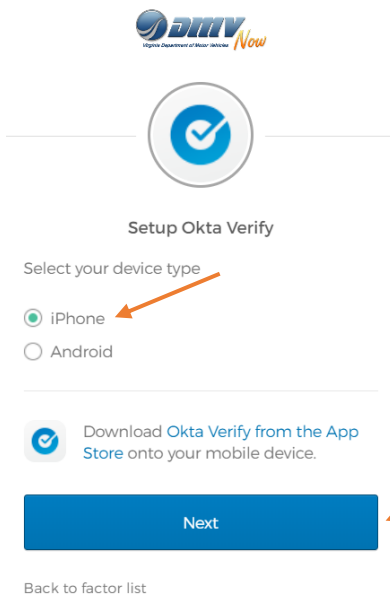 DMV
Virginia Department of Motor Vehicles
Now
Setup Okta Verify
Select your device type
iPhone
Android
Download Okta Verify from the App
Store onto your mobile device.
Next
Back to factor list